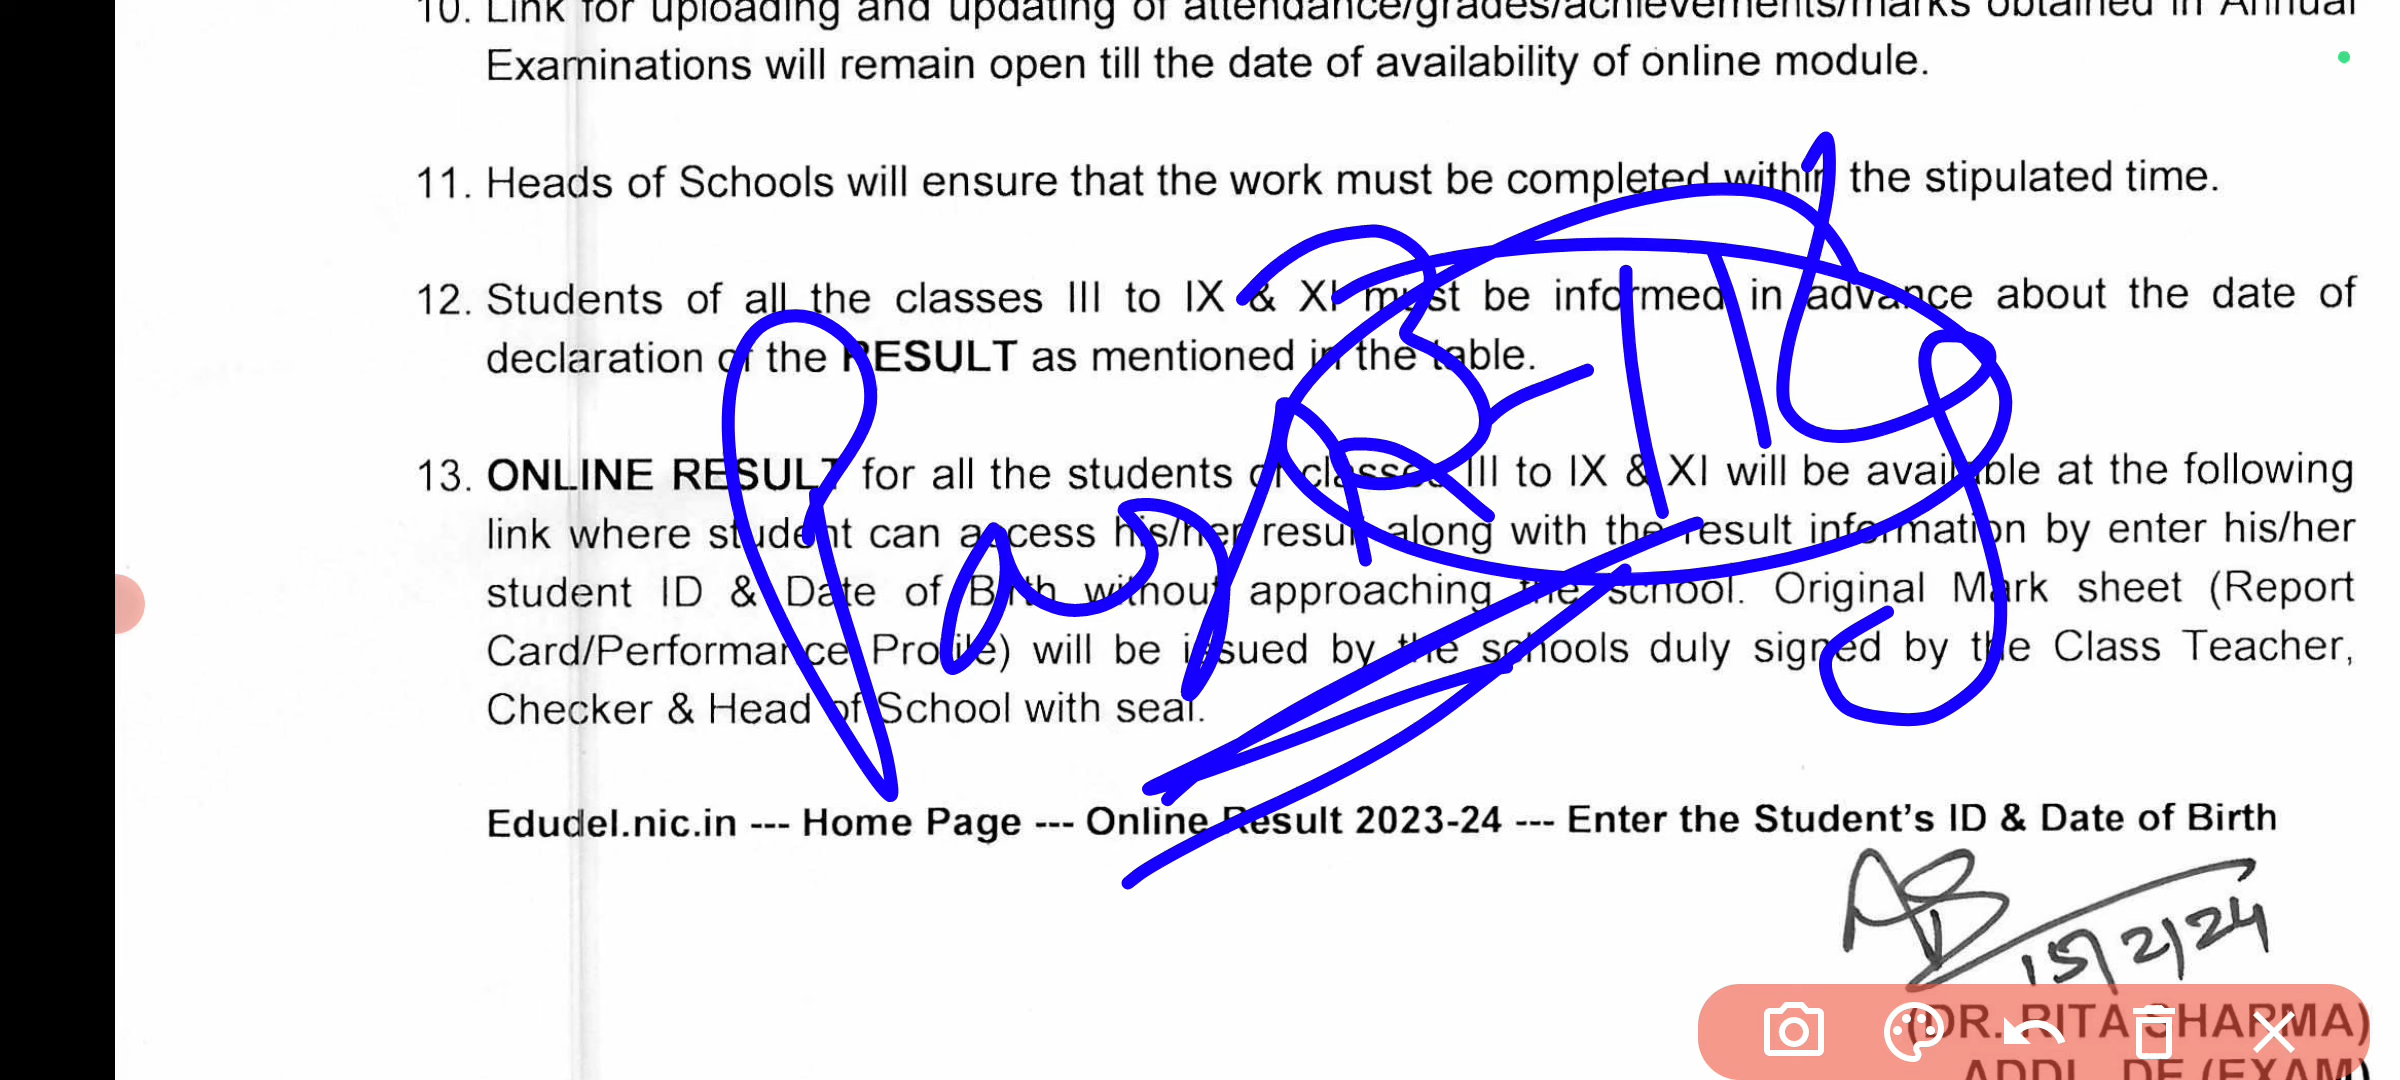 10. Link for uploading and updating of attendance/grades/achievements/marks obtained in Annual
Examinations will remain open till the date of availability of online module.
11. Heads of Schools will ensure that the work must be completed within the stipulated time.
12. Students of all the classes III to IX & XI must be informed in advance about the date of
declaration of the RESULT as mentioned in the table.
13. ONLINE RESULT for all the students of classes III to IX & XI will be available at the following
link where student can access his/her result along with the result information by enter his/her
student ID & Date of Birth without approaching the school. Original Mark sheet (Report
Card/Performance Profile) will be issued by the schools duly signed by the Class Teacher,
Checker & Head of School with seal.
Edudel.nic.in --- Home Page --- Online Result 2023-24 --- Enter the Student's ID & Date of Birth
15/2/24
(DR. RITA SHARMA)
ADDL. DE (EXAM)